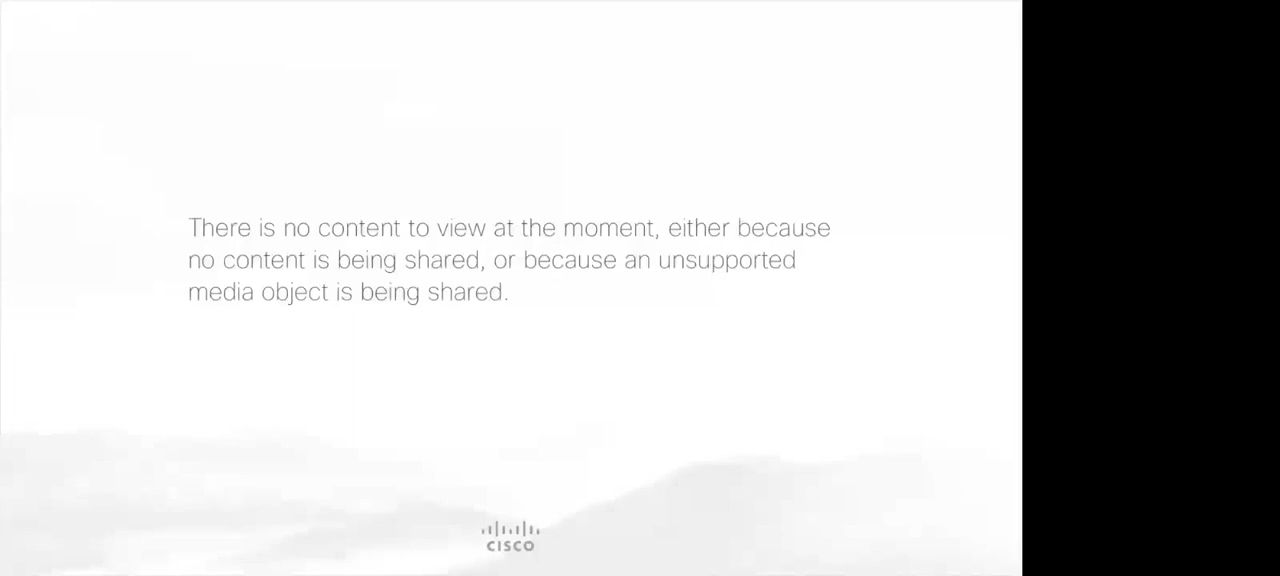 There is no content to view at the moment, either because
no content is being shared, or because an unsupported
media object is being shared.
CISCO